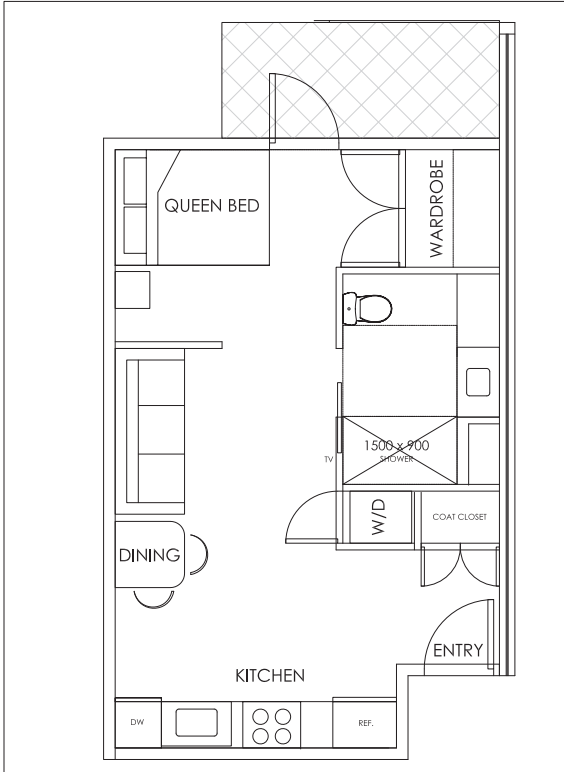 QUEEN BED
WARDROBE
1500 x 900
SHOWER
TV
W/D
COAT CLOSET
DINING
ENTRY
KITCHEN
DW
REF.